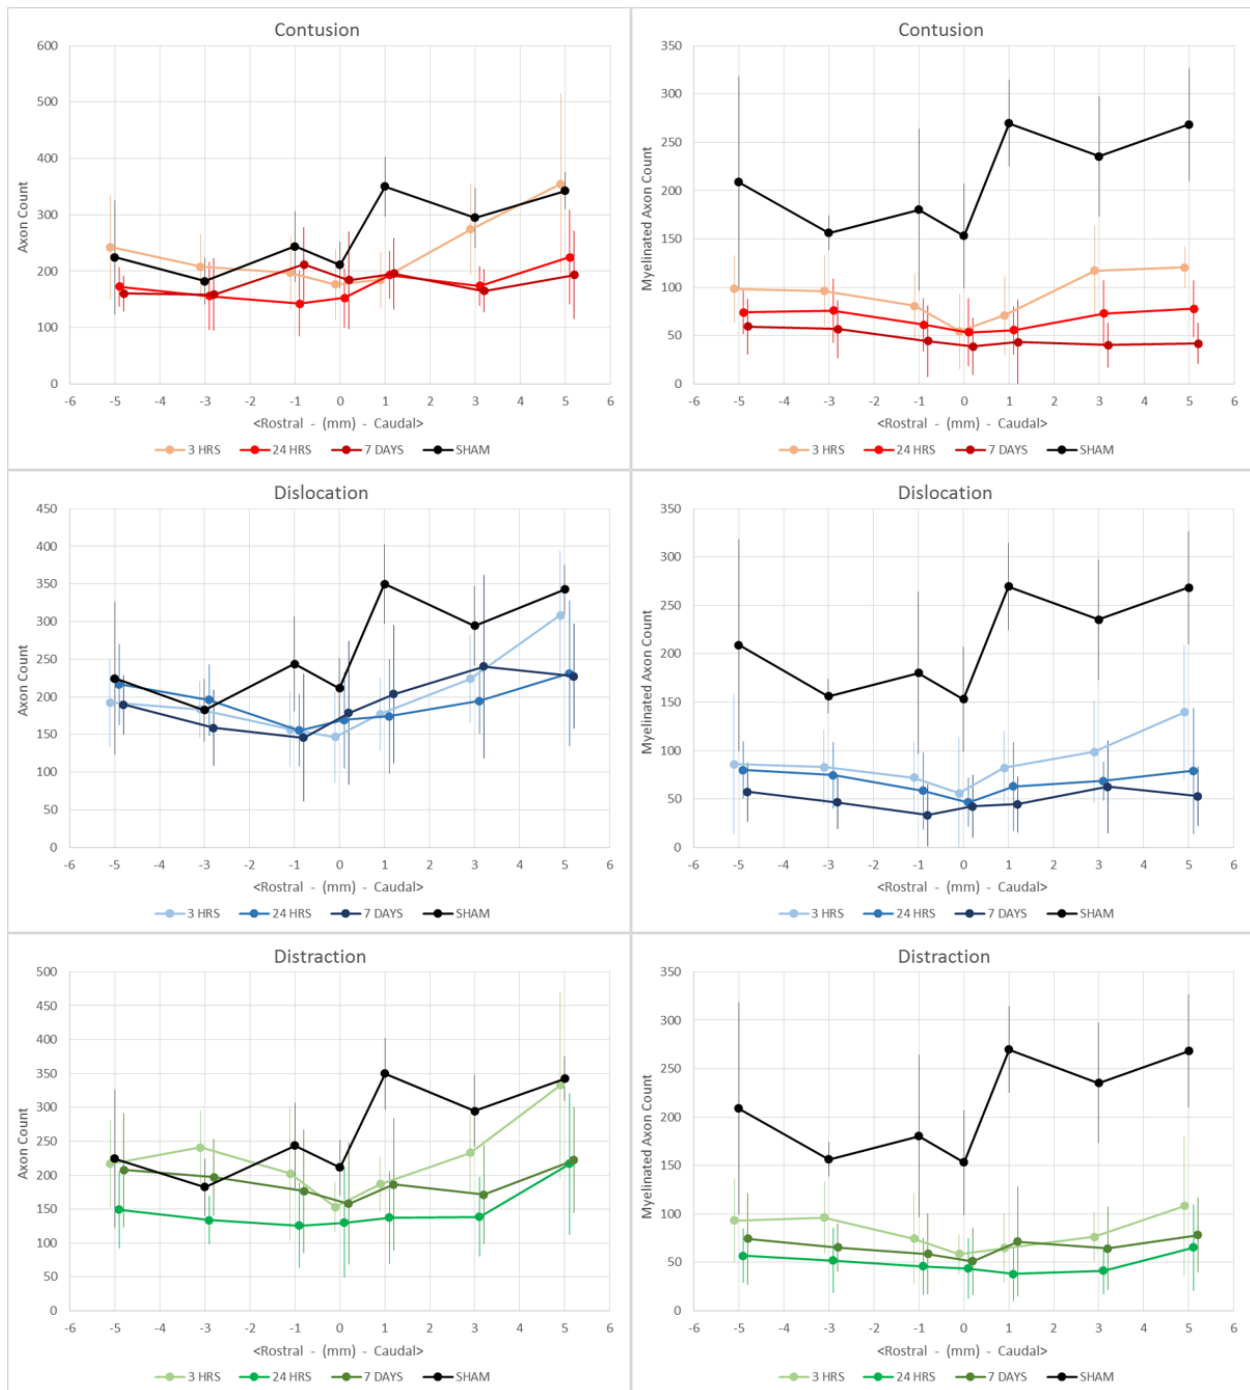 Contusion
600
500
400
300
200
100
0
Axon Count
-6 -5 -4 -3 -2 -1 0 1 2 3 4 5 6
<Rostral - (mm) - Caudal>
3 HRS 24 HRS 7 DAYS SHAM
Contusion
350
300
250
200
150
100
50
0
Myelinated Axon Count
-6 -5 -4 -3 -2 -1 0 1 2 3 4 5 6
<Rostral - (mm) - Caudal>
3 HRS 24 HRS 7 DAYS SHAM
Dislocation
450
400
350
300
250
200
150
100
50
0
Axon Count
-6 -5 -4 -3 -2 -1 0 1 2 3 4 5 6
<Rostral - (mm) - Caudal>
3 HRS 24 HRS 7 DAYS SHAM
Dislocation
350
300
250
200
150
100
50
0
Myelinated Axon Count
-6 -5 -4 -3 -2 -1 0 1 2 3 4 5 6
<Rostral - (mm) - Caudal>
3 HRS 24 HRS 7 DAYS SHAM
Distraction
500
450
400
350
300
250
200
150
100
50
0
Axon Count
-6 -5 -4 -3 -2 -1 0 1 2 3 4 5 6
<Rostral - (mm) - Caudal>
3 HRS 24 HRS 7 DAYS SHAM
Distraction
350
300
250
200
150
100
50
0
Myelinated Axon Count
-6 -5 -4 -3 -2 -1 0 1 2 3 4 5 6
<Rostral - (mm) - Caudal>
3 HRS 24 HRS 7 DAYS SHAM